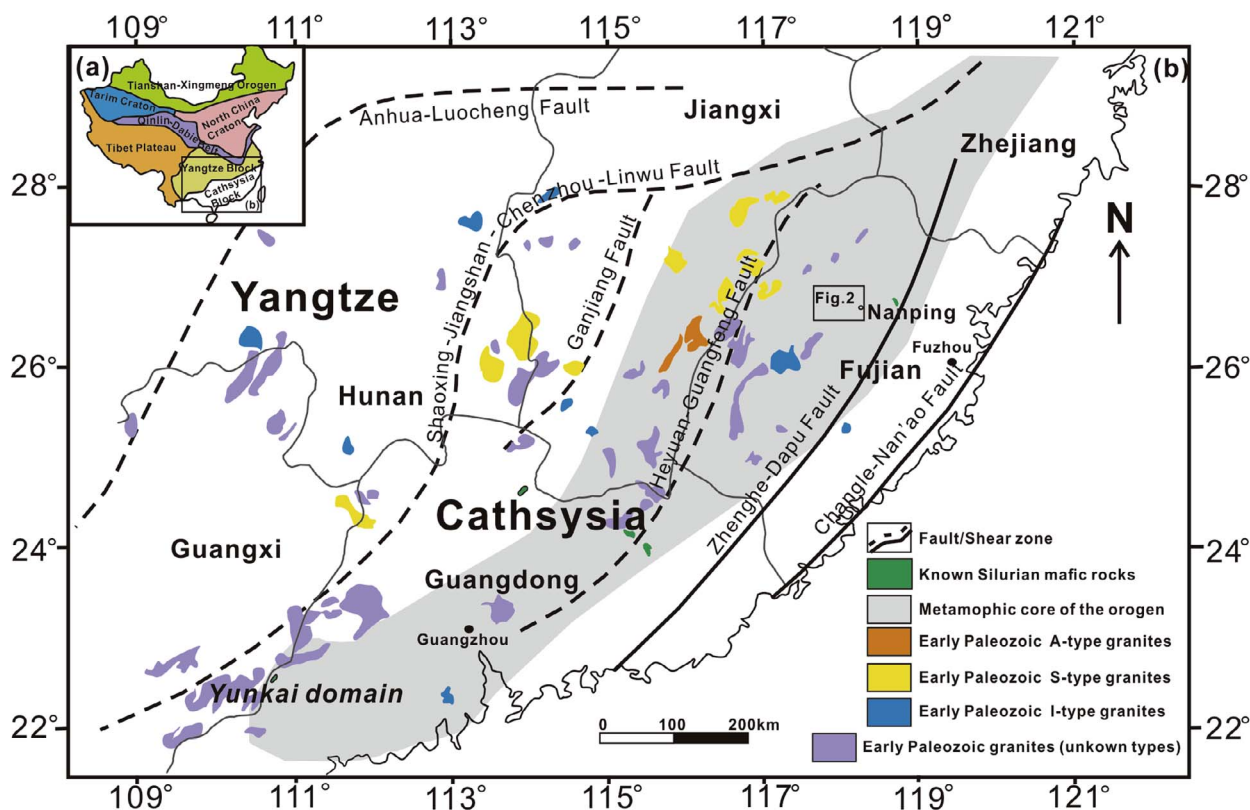 109°
111°
113°
115°
117°
119°
121°
(a)
Tianshan-Xingmeng Orogen
Tarim Craton
North China
Craton
Qinlin-Dabie Belt
Tibet Plateau
Yangtze Block
Cathsysia
Block
(b)
(b)
Anhua-Luocheng Fault
Jiangxi
Zhejiang
28°
28°
Shaoxing-Jiangshan-Chenzhou-Linwu Fault
Ganjiang Fault
N
Yangtze
Heyuan-Guangfeng Fault
Fig.2
Nanping
Fuzhou
26°
26°
Hunan
Fujian
Zhenghe-Dapu Fault
Changle-Nan'ao Fault
Cathsysia
24°
24°
Guangxi
Guangdong
Guangzhou
Yunkai domain
22°
22°
Fault/Shear zone
Known Silurian mafic rocks
Metamophic core of the orogen
Early Paleozoic A-type granites
Early Paleozoic S-type granites
Early Paleozoic I-type granites
Early Paleozoic granites (unkown types)
0 100 200km
109°
111°
113°
115°
117°
119°
121°